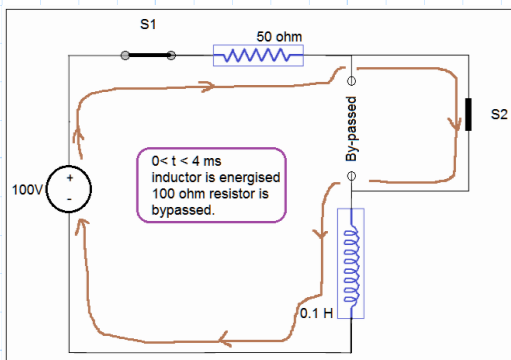 S1
50 ohm
By-passed
S2
0< t < 4 ms
inductor is energised
100 ohm resistor is
bypassed.
100V
+
-
0.1 H